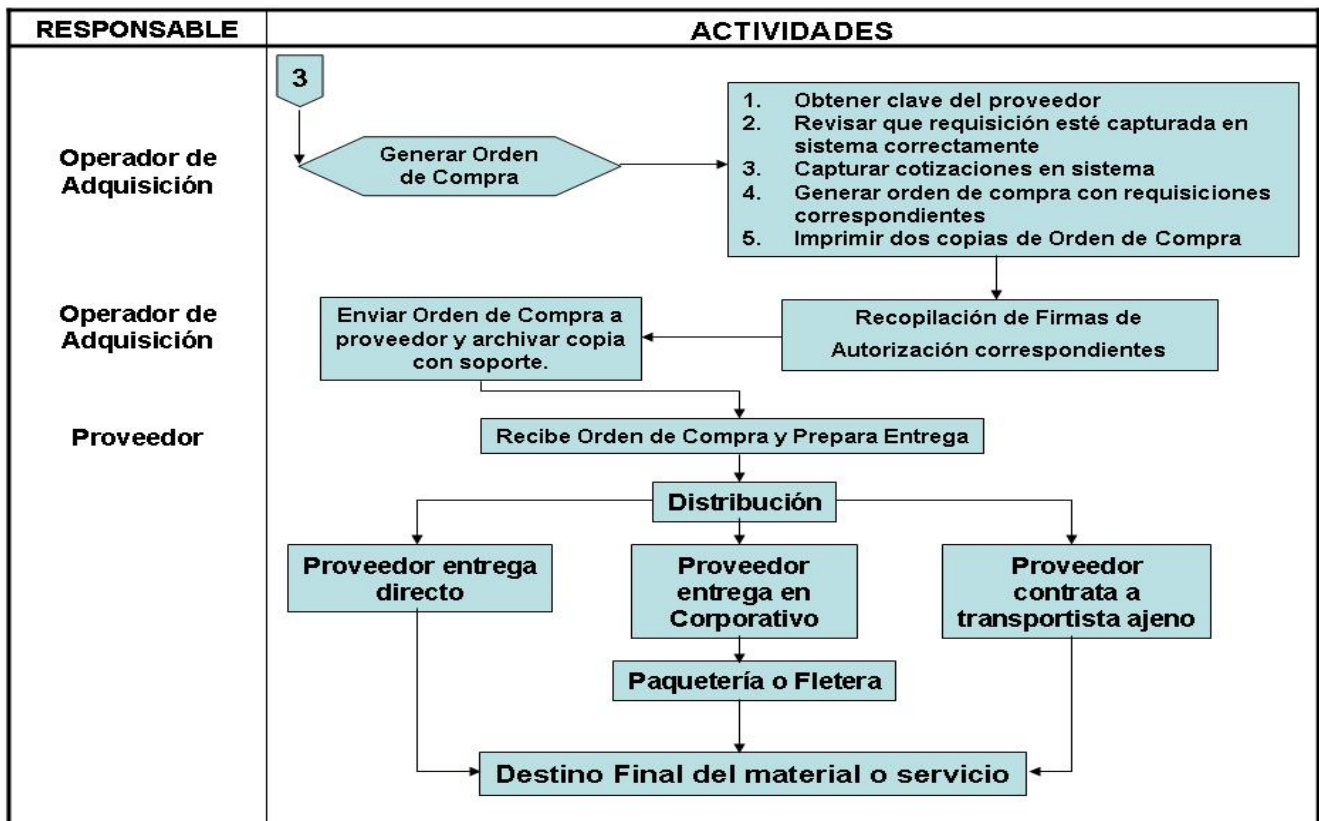 RESPONSABLE
ACTIVIDADES
3
Operador de
Adquisición
Generar Orden
de Compra
1. Obtener clave del proveedor
2. Revisar que requisición esté capturada en
sistema correctamente
3. Capturar cotizaciones en sistema
4. Generar orden de compra con requisiciones
correspondientes
5. Imprimir dos copias de Orden de Compra
Operador de
Adquisición
Enviar Orden de Compra a
proveedor y archivar copia
con soporte.
Recopilación de Firmas de
Autorización correspondientes
Proveedor
Recibe Orden de Compra y Prepara Entrega
Distribución
Proveedor entrega
directo
Proveedor
entrega en
Corporativo
Proveedor
contrata a
transportista ajeno
Paquetería o Fletera
Destino Final del material o servicio